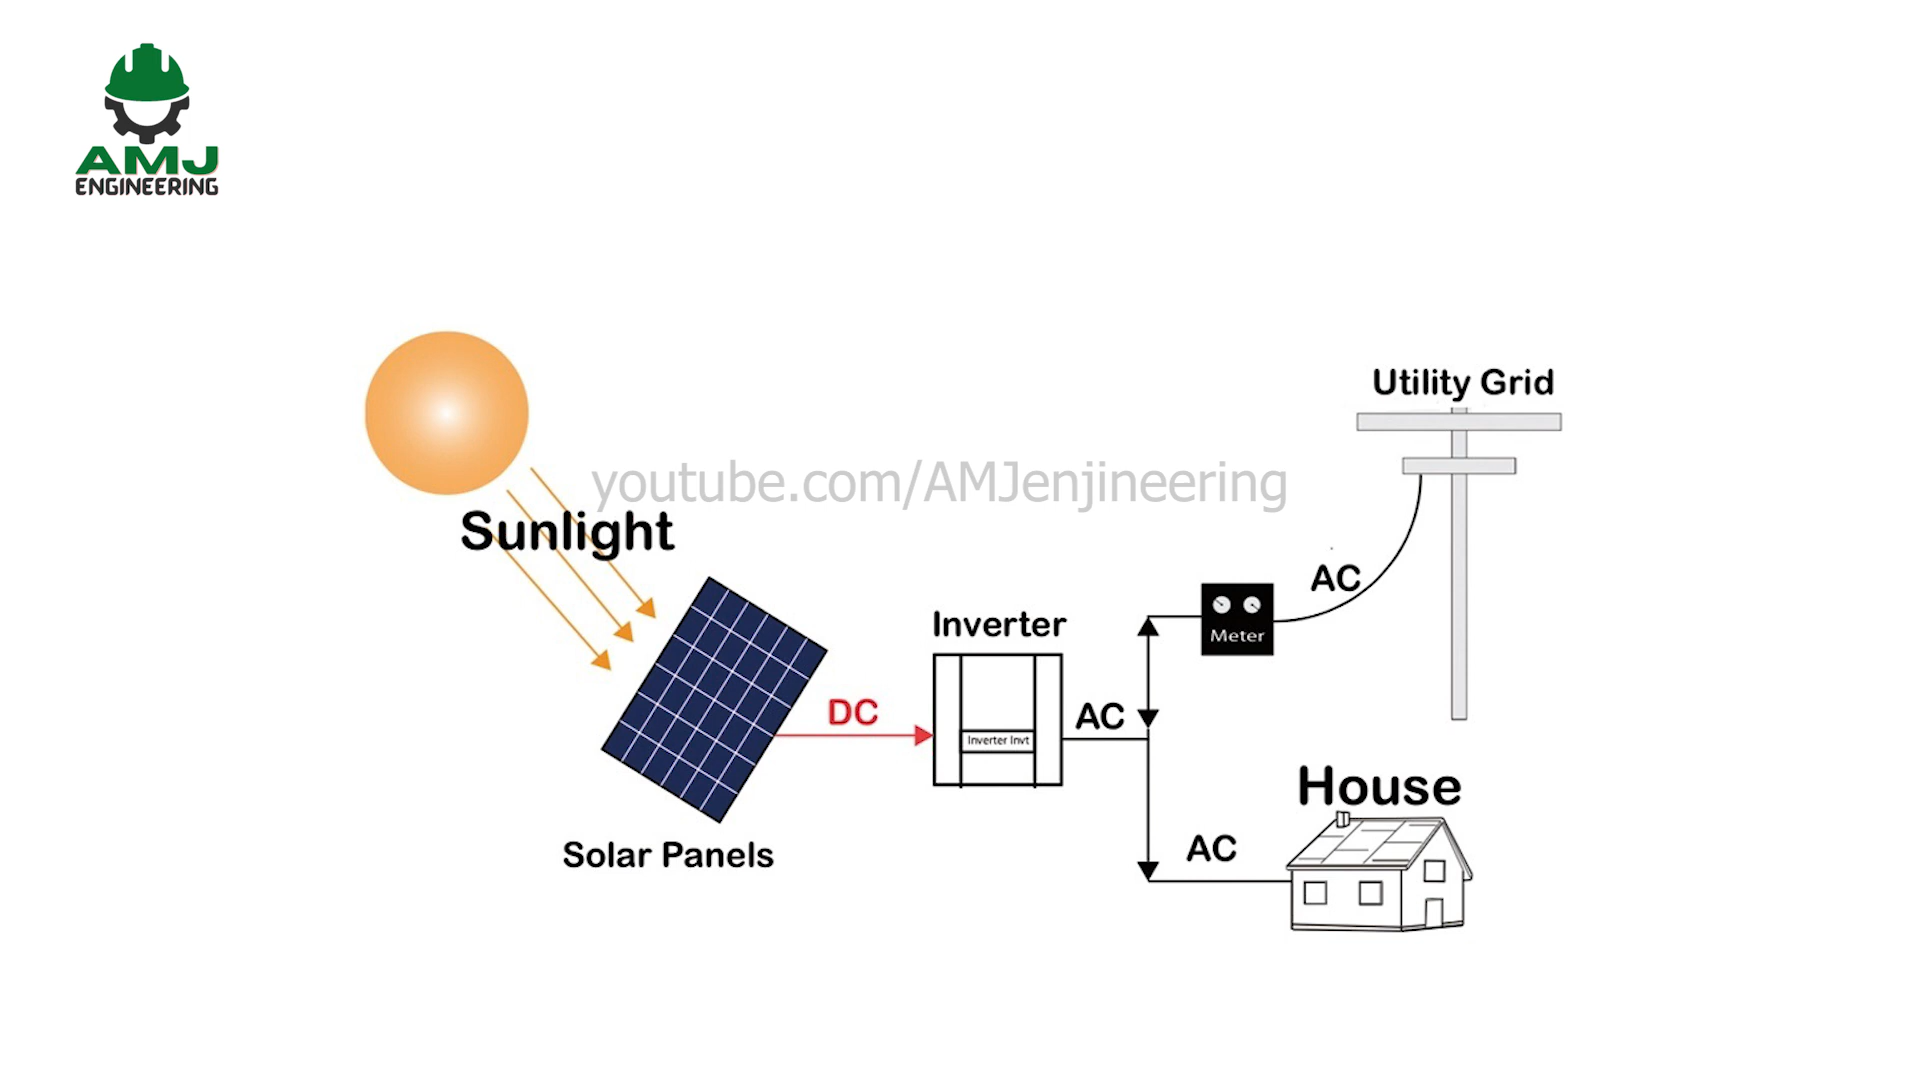 AMJ
ENGINEERING
Utility Grid
youtube.com/AMJenjineering
Sunlight
AC
Inverter
Meter
DC
AC
Inverter Invt
House
AC
Solar Panels